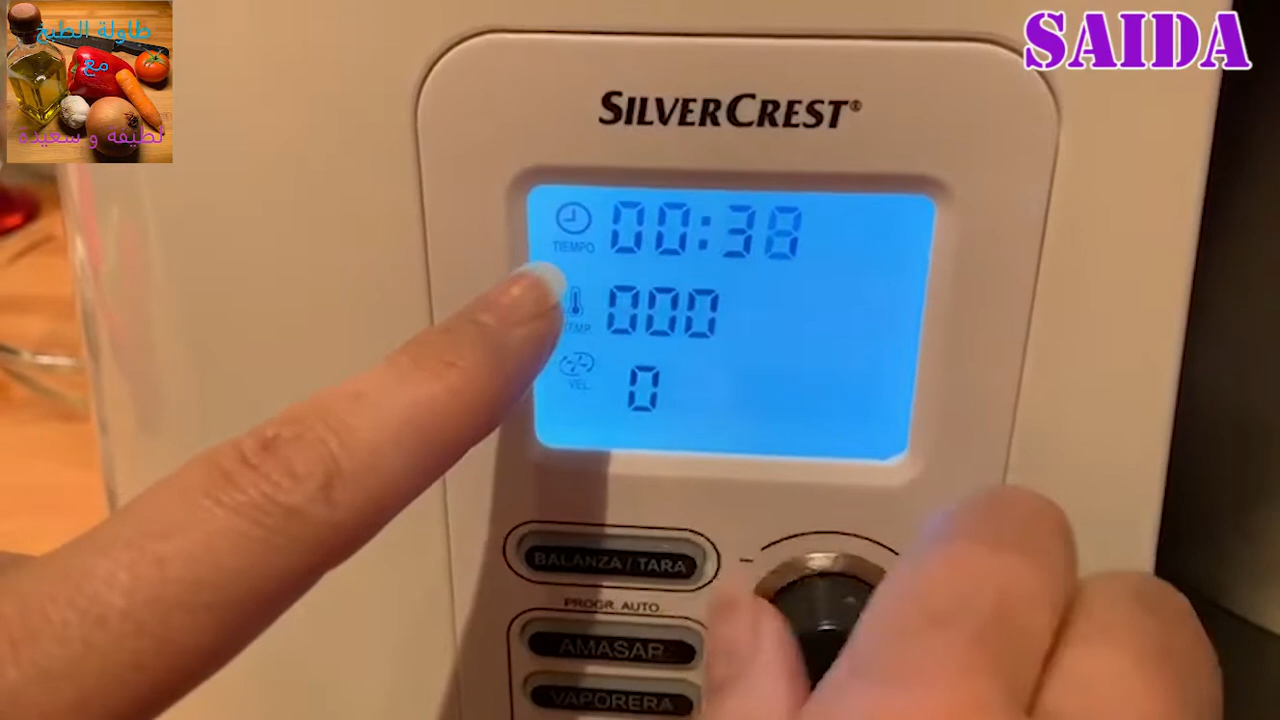 طاولة الطبخ
مع
لطيفة و سعيدة
SAIDA
SILVERCREST®
TIEMPO 00:38
TEMP. 000
VEL. 0
BALANZA / TARA
-
PROGR. AUTO.
AMASAR
VAPORERA